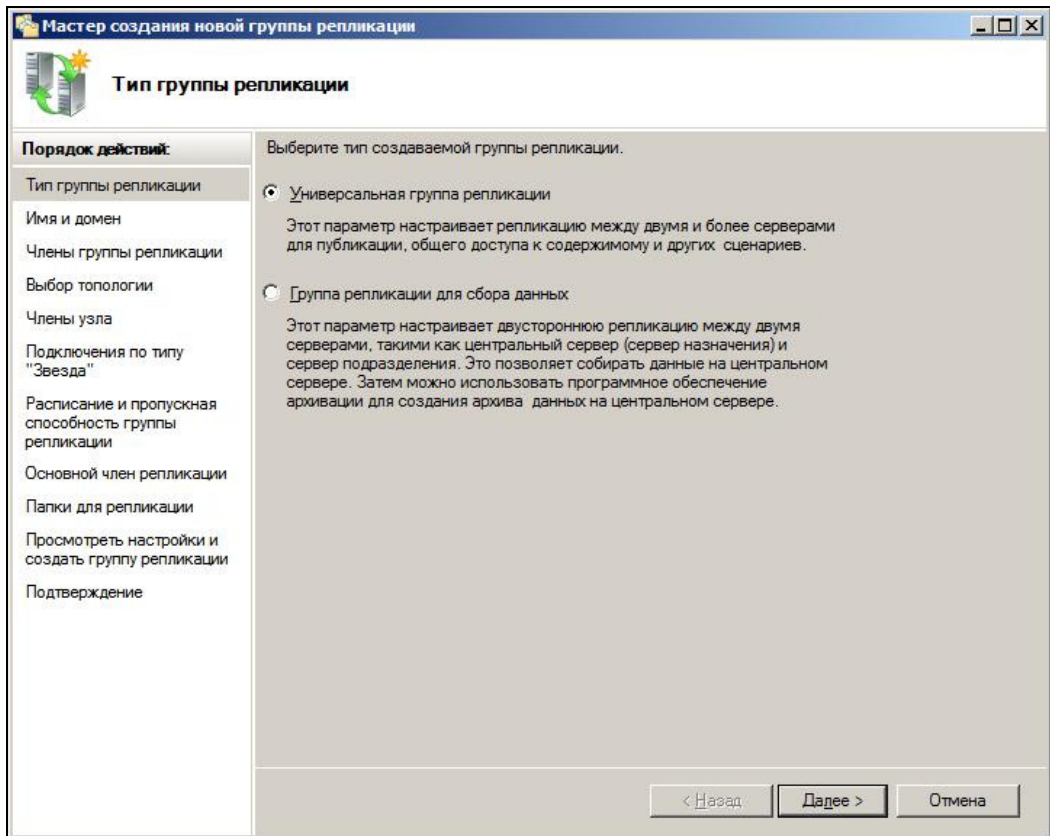 Мастер создания новой группы репликации
Тип группы репликации
Порядок действий:
Тип группы репликации
Имя и домен
Члены группы репликации
Выбор топологии
Члены узла
Подключения по типу
"Звезда"
Расписание и пропускная
способность группы
репликации
Основной член репликации
Папки для репликации
Просмотреть настройки и
создать группу репликации
Подтверждение
Выберите тип создаваемой группы репликации.
Универсальная группа репликации
Этот параметр настраивает репликацию между двумя и более серверами
для публикации, общего доступа к содержимому и других сценариев.
Группа репликации для сбора данных
Этот параметр настраивает двустороннюю репликацию между двумя
серверами, такими как центральный сервер (сервер назначения) и
сервер подразделения. Это позволяет собирать данные на центральном
сервере. Затем можно использовать программное обеспечение
архивации для создания архива данных на центральном сервере.
< Назад
Далее >
Отмена